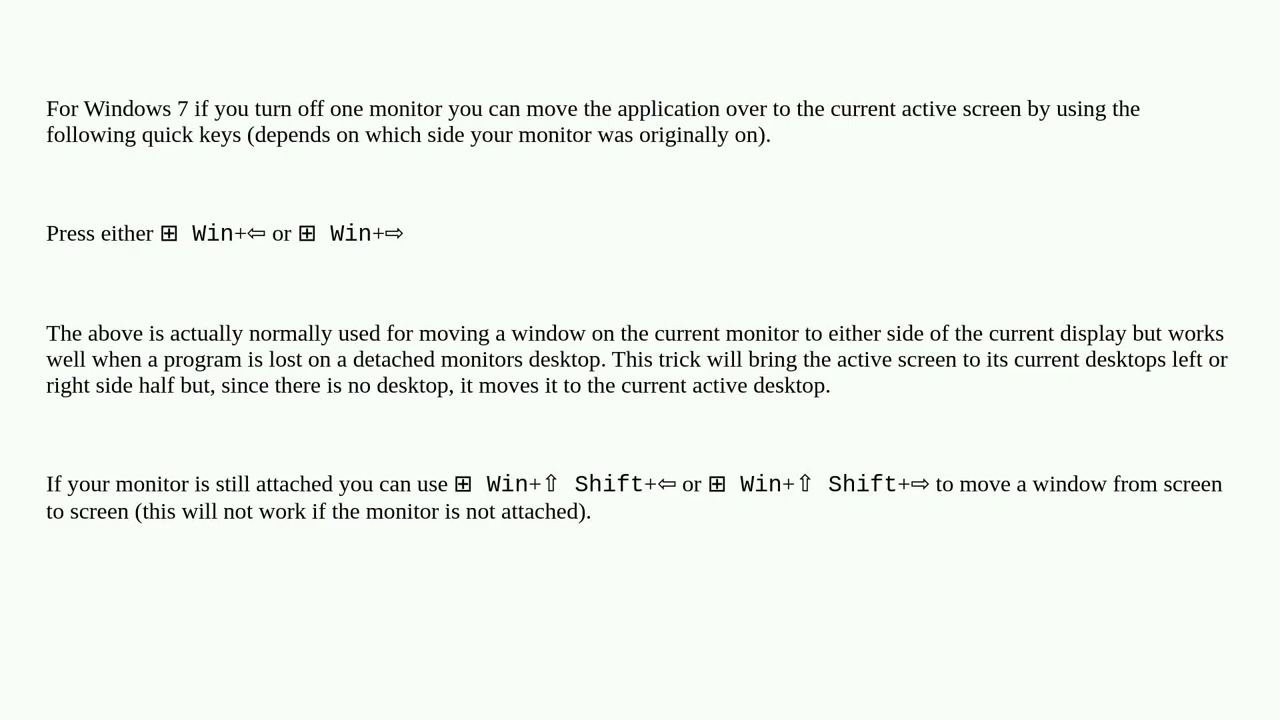 For Windows 7 if you turn off one monitor you can move the application over to the current active screen by using the
following quick keys (depends on which side your monitor was originally on).
Press either ⊞ Win+⇦ or ⊞ Win+⇨
The above is actually normally used for moving a window on the current monitor to either side of the current display but works
well when a program is lost on a detached monitors desktop. This trick will bring the active screen to its current desktops left or
right side half but, since there is no desktop, it moves it to the current active desktop.
If your monitor is still attached you can use ⊞ Win+⇧ Shift+⇦ or ⊞ Win+⇧ Shift+⇨ to move a window from screen
to screen (this will not work if the monitor is not attached).